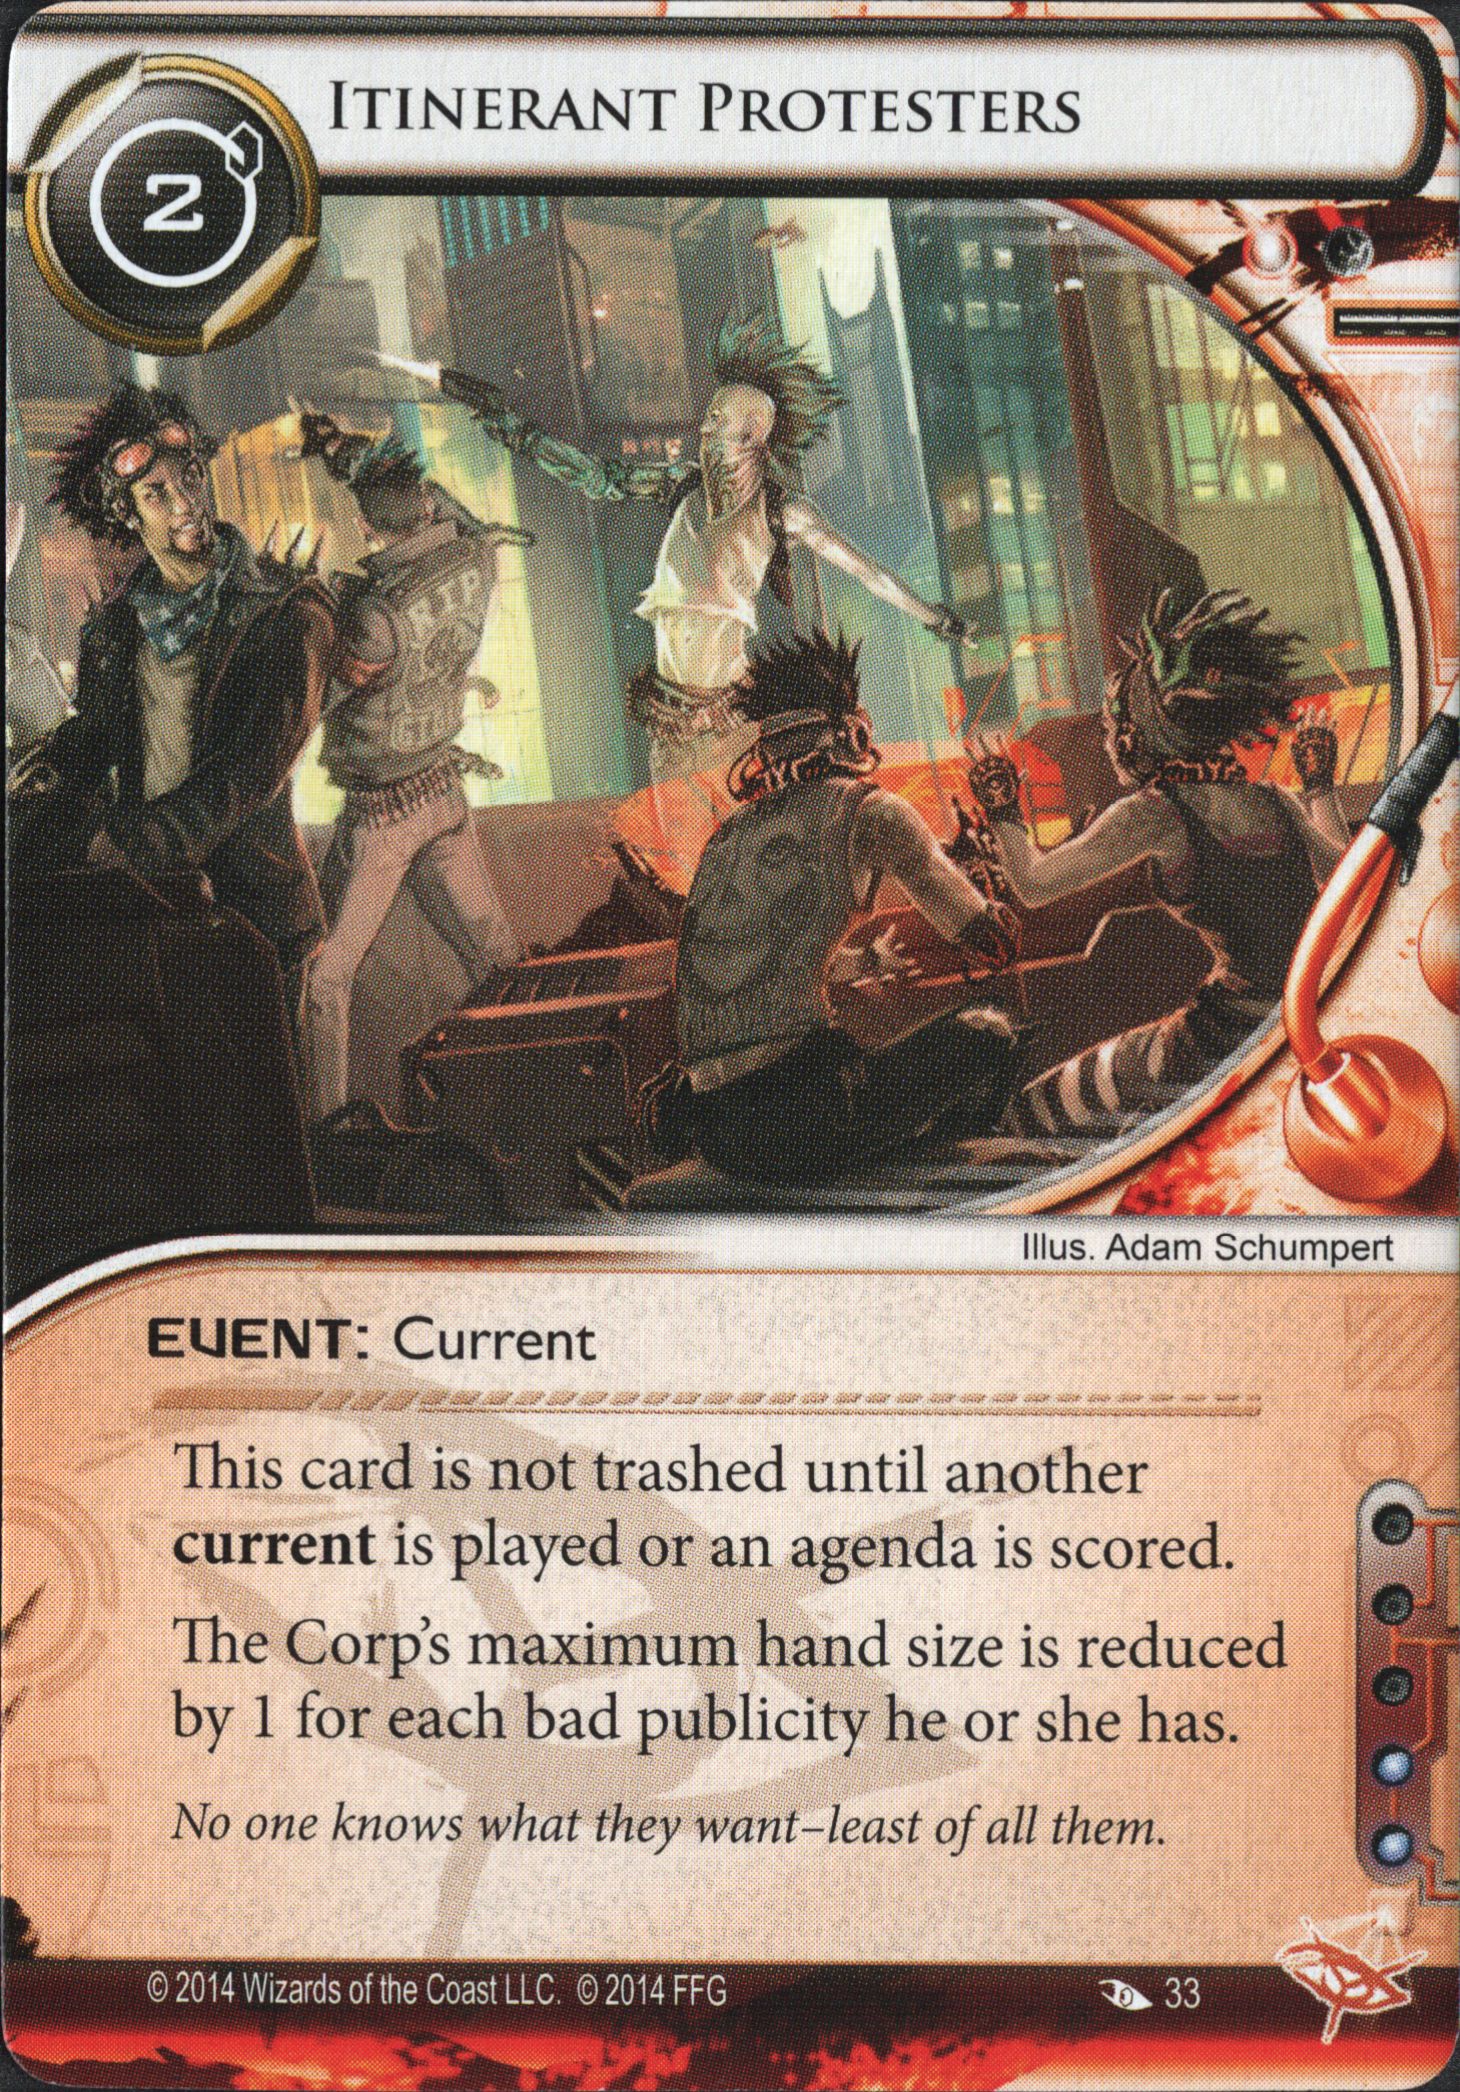 ITINERANT PROTESTERS
2
RIP
Illus. Adam Schumpert
EVENT: Current
This card is not trashed until another
current is played or an agenda is scored.
The Corp's maximum hand size is reduced
by 1 for each bad publicity he or she has.
No one knows what they want–least of all them.
© 2014 Wizards of the Coast LLC. © 2014 FFG
33